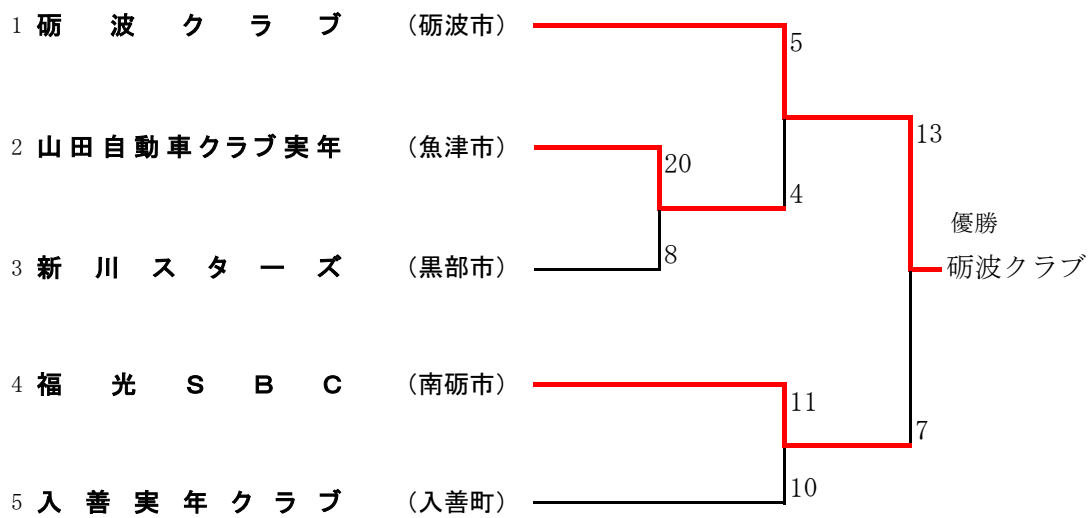 1 砺波クラブ (砺波市)
5
13
2 山田自動車クラブ実年 (魚津市)
20
4
優勝
3 新川スターズ (黒部市)
8
砺波クラブ
4 福光SBC (南砺市)
11
7
5 入善実年クラブ (入善町)
10